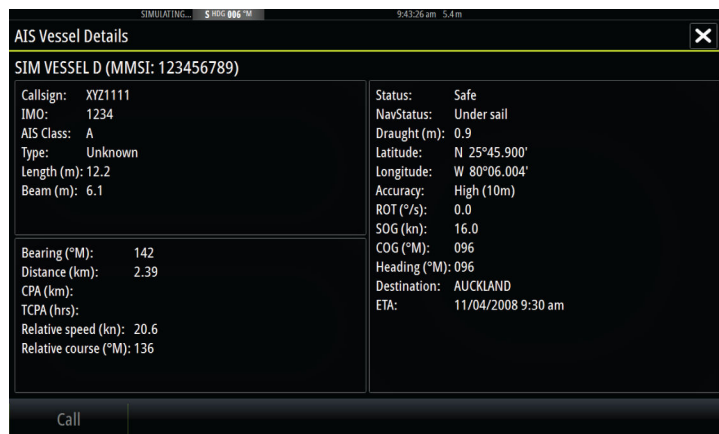 SIMULATING... S HDG 006 °M 9:43:26 am 5.4 m
AIS Vessel Details
SIM VESSEL D (MMSI: 123456789)
Callsign: XYZ1111
IMO: 1234
AIS Class: A
Type: Unknown
Length (m): 12.2
Beam (m): 6.1
Bearing (°M): 142
Distance (km): 2.39
CPA (km):
TCPA (hrs):
Relative speed (kn): 20.6
Relative course (°M): 136
Status: Safe
NavStatus: Under sail
Draught (m): 0.9
Latitude: N 25°45.900'
Longitude: W 80°06.004'
Accuracy: High (10m)
ROT (°/s): 0.0
SOG (kn): 16.0
COG (°M): 096
Heading (°M): 096
Destination: AUCKLAND
ETA: 11/04/2008 9:30 am
Call